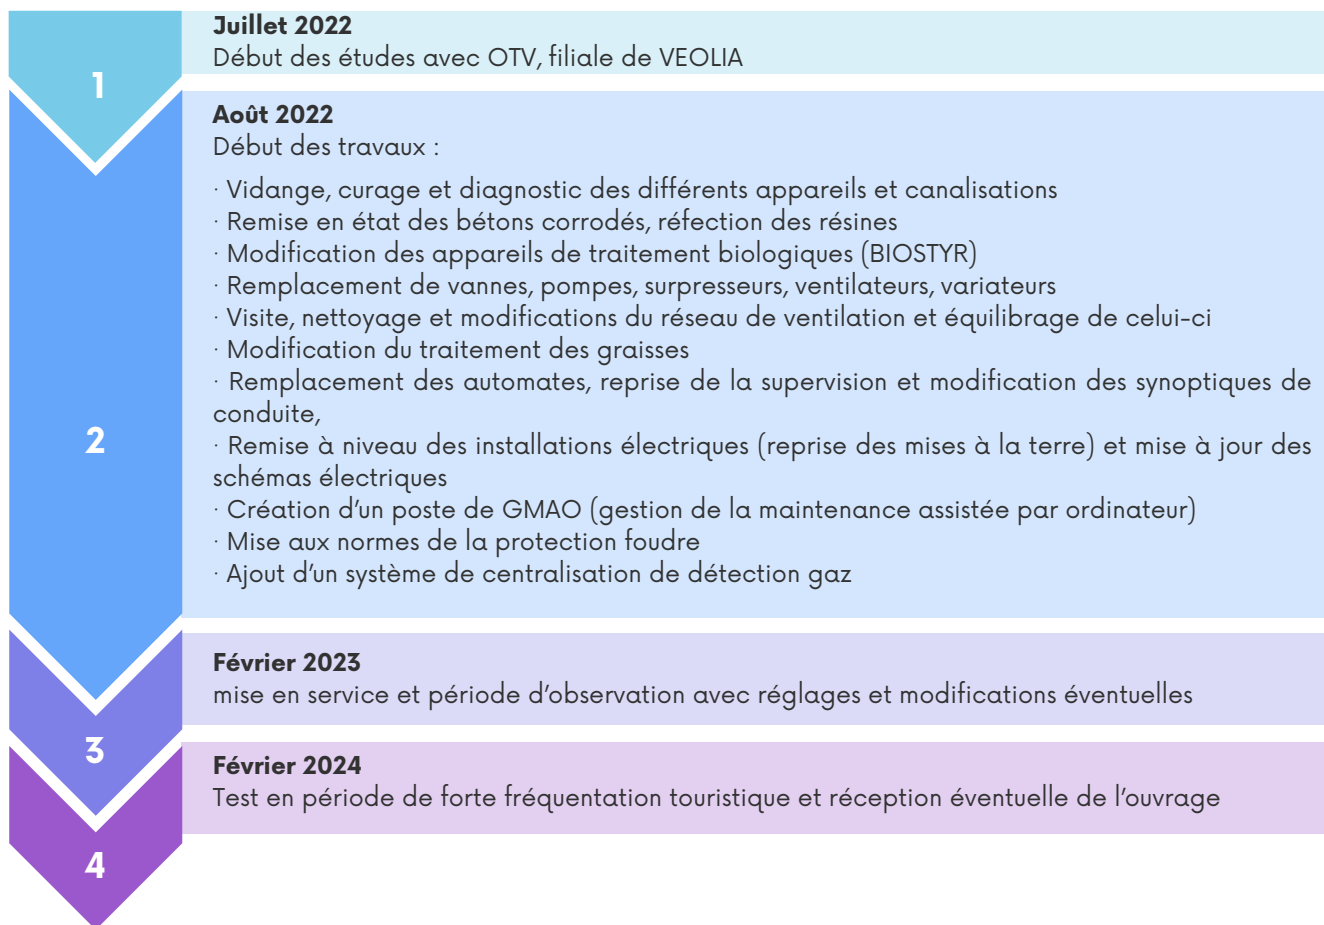 1
Juillet 2022
Début des études avec OTV, filiale de VEOLIA
2
Août 2022
Début des travaux :
· Vidange, curage et diagnostic des différents appareils et canalisations
· Remise en état des bétons corrodés, réfection des résines
· Modification des appareils de traitement biologiques (BIOSTYR)
· Remplacement de vannes, pompes, surpresseurs, ventilateurs, variateurs
· Visite, nettoyage et modifications du réseau de ventilation et équilibrage de celui-ci
· Modification du traitement des graisses
· Remplacement des automates, reprise de la supervision et modification des synoptiques de
conduite,
· Remise à niveau des installations électriques (reprise des mises à la terre) et mise à jour des
schémas électriques
· Création d’un poste de GMAO (gestion de la maintenance assistée par ordinateur)
· Mise aux normes de la protection foudre
· Ajout d’un système de centralisation de détection gaz
3
Février 2023
mise en service et période d’observation avec réglages et modifications éventuelles
4
Février 2024
Test en période de forte fréquentation touristique et réception éventuelle de l’ouvrage